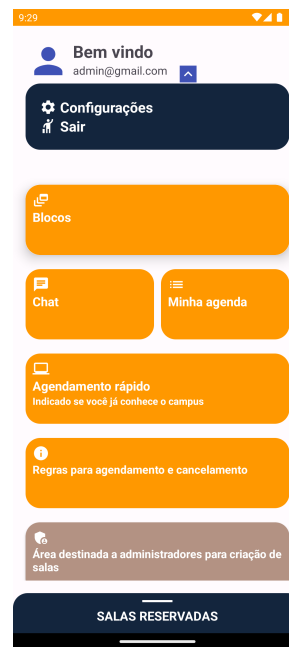 9:29
Bem vindo
admin@gmail.com
Configurações
Sair
Blocos
Chat
Minha agenda
Agendamento rápido
Indicado se você já conhece o campus
Regras para agendamento e cancelamento
Área destinada a administradores para criação de
salas
SALAS RESERVADAS